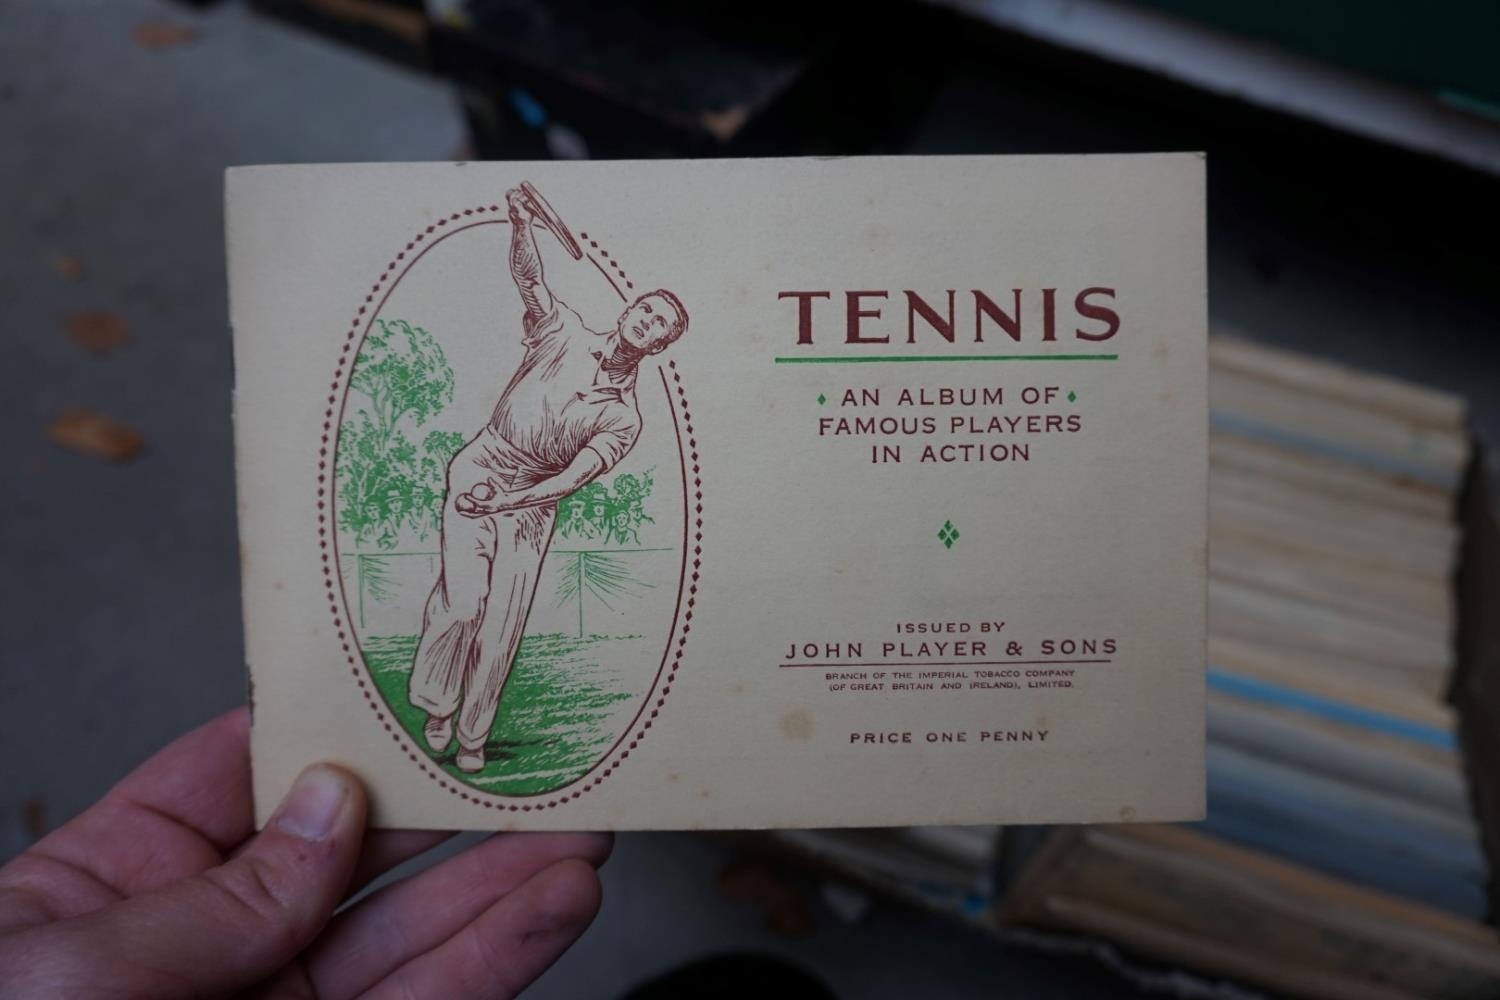 TENNIS
AN ALBUM OF
FAMOUS PLAYERS
IN ACTION
ISSUED BY
JOHN PLAYER & SONS
BRANCH OF THE IMPERIAL TOBACCO COMPANY
(OF GREAT BRITAIN AND IRELAND), LIMITED.
PRICE ONE PENNY